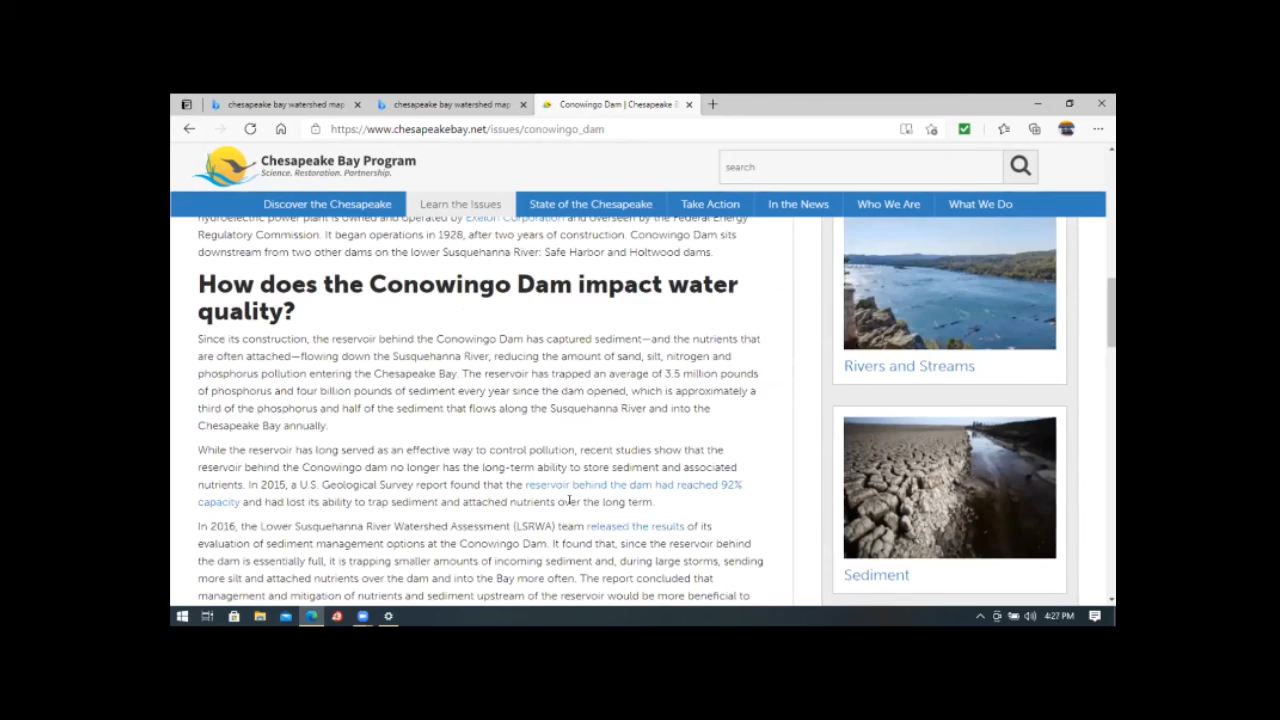 chesapeake bay watershed map
chesapeake bay watershed map
Conowingo Dam | Chesapeake B
https://www.chesapeakebay.net/issues/conowingo_dam
Chesapeake Bay Program
Science. Restoration. Partnership.
search
Discover the Chesapeake
Learn the Issues
State of the Chesapeake
Take Action
In the News
Who We Are
What We Do
hydroelectric power plant is owned and operated by Exelon Corporation and overseen by the Federal Energy
Regulatory Commission. It began operations in 1928, after two years of construction. Conowingo Dam sits
downstream from two other dams on the lower Susquehanna River: Safe Harbor and Holtwood dams.
How does the Conowingo Dam impact water
quality?
Since its construction, the reservoir behind the Conowingo Dam has captured sediment—and the nutrients that
are often attached—flowing down the Susquehanna River, reducing the amount of sand, silt, nitrogen and
phosphorus pollution entering the Chesapeake Bay. The reservoir has trapped an average of 3.5 million pounds
of phosphorus and four billion pounds of sediment every year since the dam opened, which is approximately a
third of the phosphorus and half of the sediment that flows along the Susquehanna River and into the
Chesapeake Bay annually.
While the reservoir has long served as an effective way to control pollution, recent studies show that the
reservoir behind the Conowingo dam no longer has the long-term ability to store sediment and associated
nutrients. In 2015, a U.S. Geological Survey report found that the reservoir behind the dam had reached 92%
capacity and had lost its ability to trap sediment and attached nutrients over the long term.
In 2016, the Lower Susquehanna River Watershed Assessment (LSRWA) team released the results of its
evaluation of sediment management options at the Conowingo Dam. It found that, since the reservoir behind
the dam is essentially full, it is trapping smaller amounts of incoming sediment and, during large storms, sending
more silt and attached nutrients over the dam and into the Bay more often. The report concluded that
management and mitigation of nutrients and sediment upstream of the reservoir would be more beneficial to
Rivers and Streams
Sediment
4:27 PM